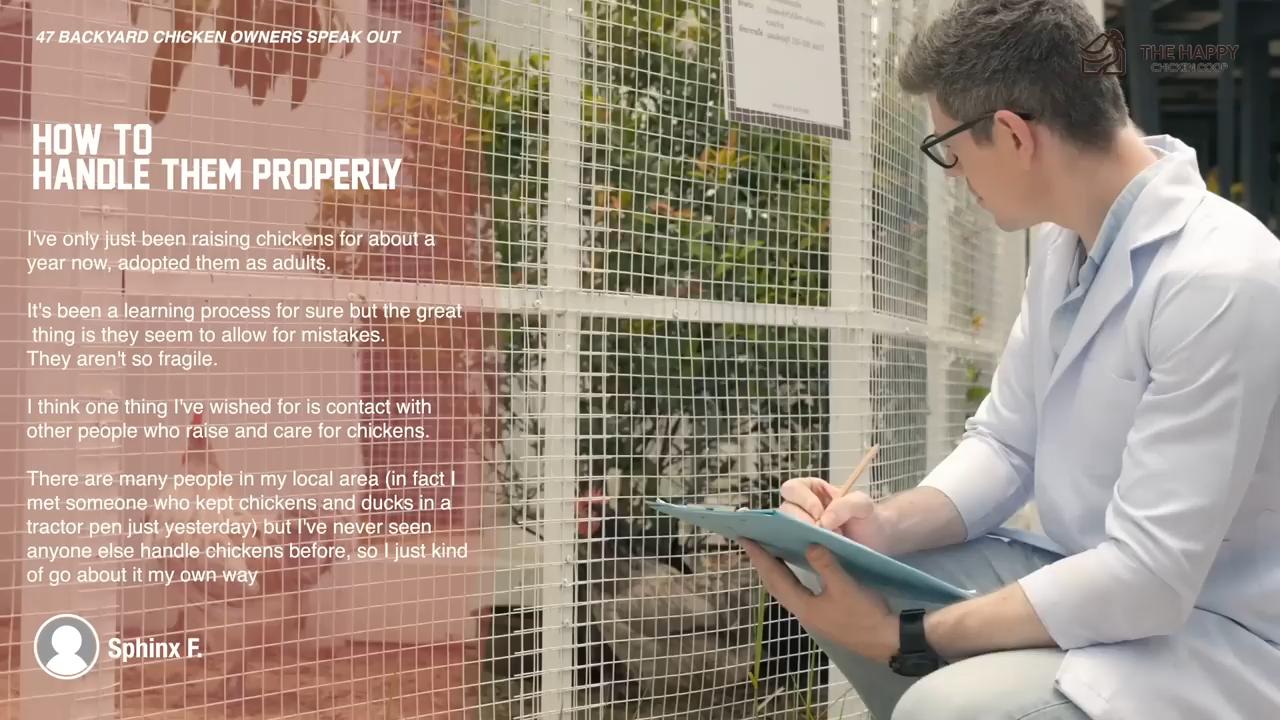 47 BACKYARD CHICKEN OWNERS SPEAK OUT
THE HAPPY
CHICKEN COOP
HOW TO
HANDLE THEM PROPERLY
I've only just been raising chickens for about a
year now, adopted them as adults.
It's been a learning process for sure but the great
thing is they seem to allow for mistakes.
They aren't so fragile.
I think one thing I've wished for is contact with
other people who raise and care for chickens.
There are many people in my local area (in fact I
met someone who kept chickens and ducks in a
tractor pen just yesterday) but I've never seen
anyone else handle chickens before, so I just kind
of go about it my own way
Sphinx F.